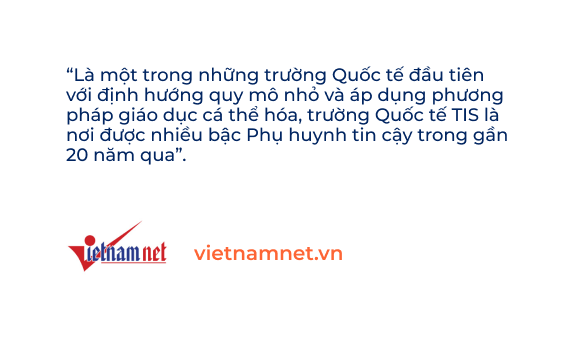 “Là một trong những trường Quốc tế đầu tiên
với định hướng quy mô nhỏ và áp dụng phương
pháp giáo dục cá thể hóa, trường Quốc tế TIS là
nơi được nhiều bậc Phụ huynh tin cậy trong gần
20 năm qua”.
Vietnamnet vietnamnet.vn